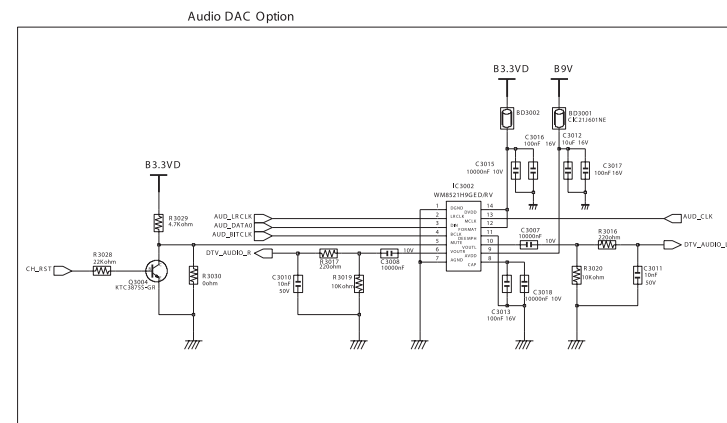 Audio DAC Option
B3.3VD
B9V
BD3002
BD3001
CIC21J601NE
C3016
100nF 16V
C3012
10uF 16V
C3015
10000nF 10V
C3017
100nF 16V
IC3002
WM8521H9GED/RV
B3.3VD
R3029
4.7Kohm
1 DGND DVDD 14
2 LRCLK MCLK 13
3 DIN FORMAT 12
4 BCLK DEEMPH 11
5 MUTE VOUTL 10
6 VOUTR AVDD 9
7 AGND CAP 8
AUD_LRCLK
AUD_DATA0
AUD_BITCLK
AUD_CLK
DTV_AUDIO_R
R3017
220ohm
C3008
10000nF
10V
C3007
10000nF
10V
R3016
220ohm
DTV_AUDIO_L
CH_RST
R3028
22Kohm
Q3004
KTC3875S-GR
R3030
0ohm
C3010
10nF
50V
R3019
10Kohm
C3013
100nF 16V
C3018
10000nF 10V
R3020
10Kohm
C3011
10nF
50V